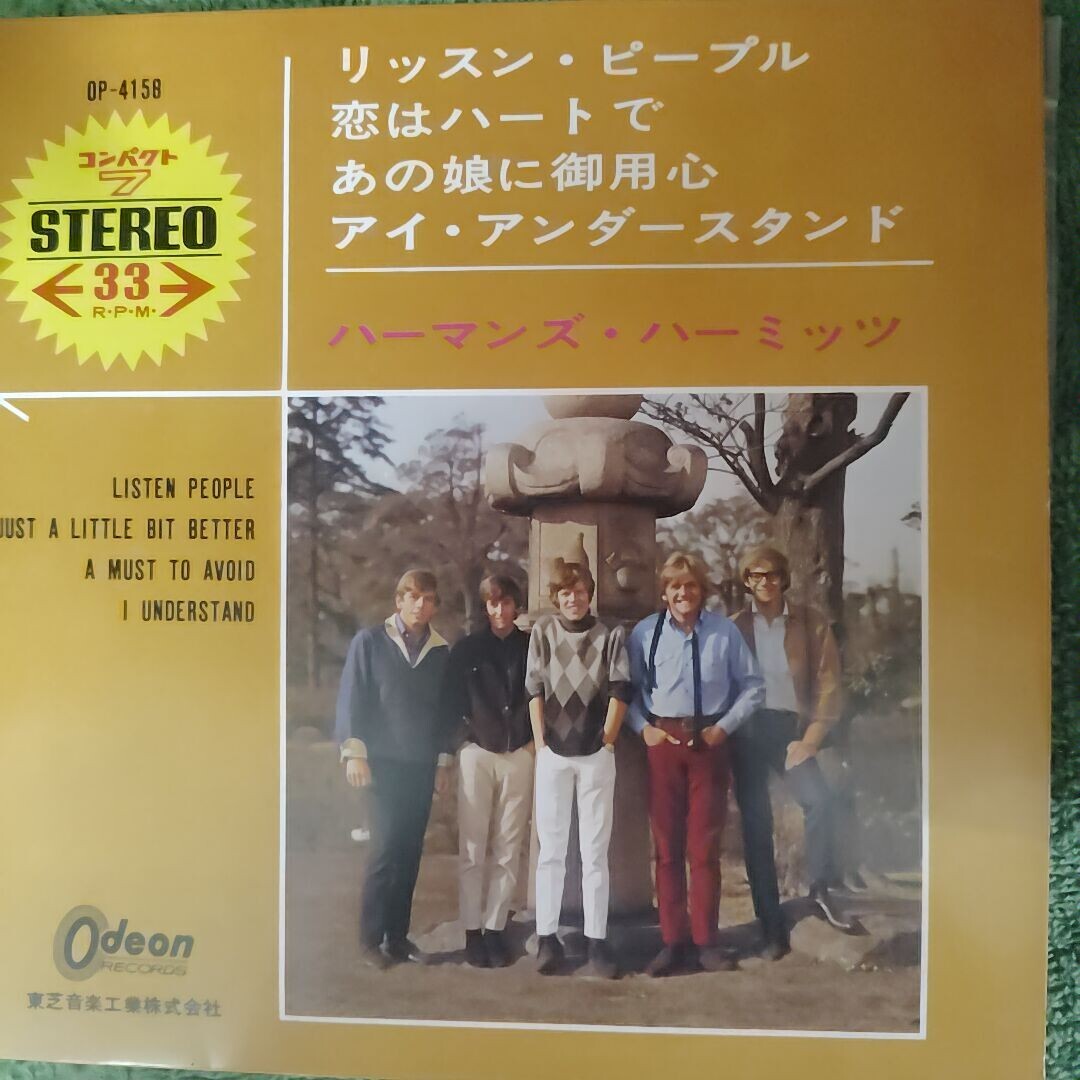 OP-4158
コンパクト
7
STEREO
33
R·P·M·
リッスン・ピープル
恋はハートで
あの娘に御用心
アイ・アンダースタンド
ハーマンズ・ハーミッツ
LISTEN PEOPLE
JUST A LITTLE BIT BETTER
A MUST TO AVOID
I UNDERSTAND
Odeon
RECORDS
東芝音楽工業株式会社